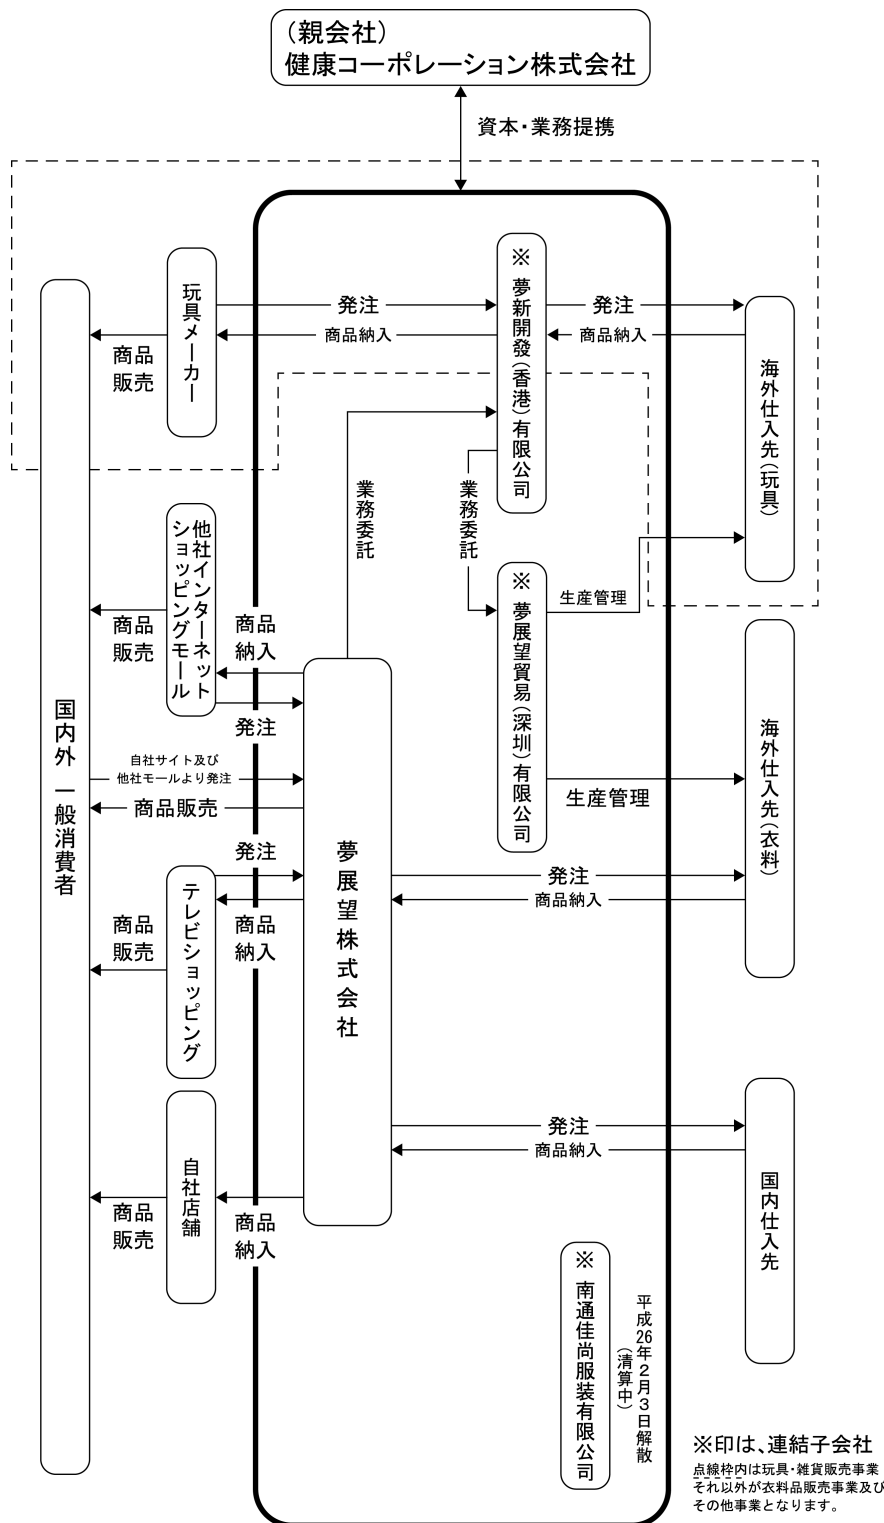 (親会社)
健康コーポレーション株式会社
資本・業務提携
玩具メーカー
発注
商品納入
※ 夢新開發(香港)有限公司
発注
商品納入
海外仕入先(玩具)
商品
販売
業務委託
業務委託
他社インターネット
ショッピングモール
商品
販売
商品
納入
発注
※ 夢展望貿易(深圳)有限公司
生産管理
生産管理
海外仕入先(衣料)
国内外 一般消費者
自社サイト及び
他社モールより発注
商品販売
夢展望株式会社
発注
テレビショッピング
商品
販売
商品
納入
発注
商品納入
自社店舗
商品
販売
商品
納入
発注
商品納入
国内仕入先
※ 南通佳尚服装有限公司
平成26年2月3日解散
(清算中)
※印は、連結子会社
点線枠内は玩具・雑貨販売事業
それ以外が衣料品販売事業及び
その他事業となります。